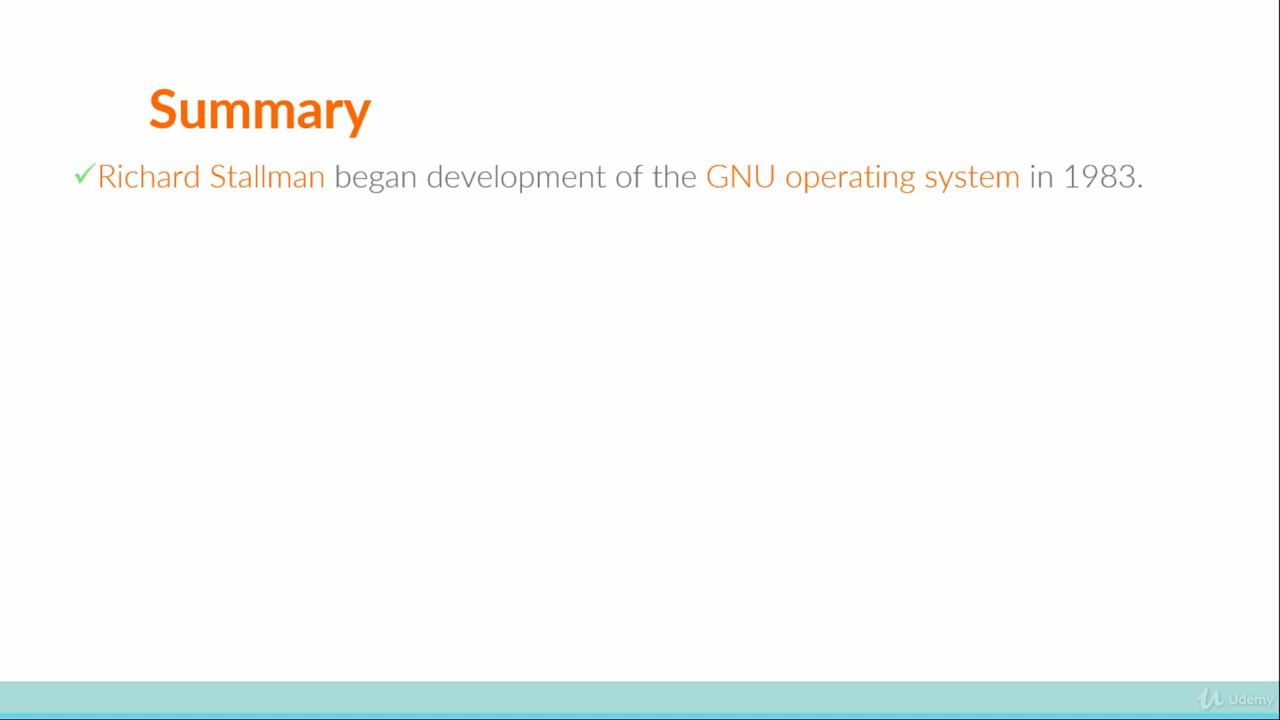 Summary
✓Richard Stallman began development of the GNU operating system in 1983.
Udemy